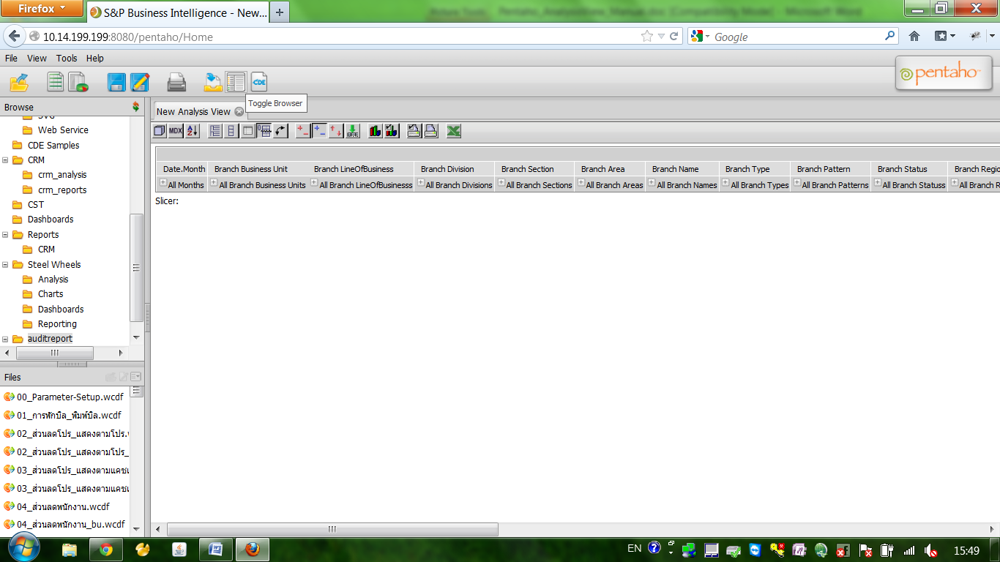 Firefox
S&P Business Intelligence - New...
Pentaho_AnalysisView_Manual.doc [Compatibility Mode] - Microsoft Word
10.14.199.199:8080/pentaho/Home
Google
File View Tools Help
pentaho
CDE
Toggle Browser
Browse
New Analysis View
SVG
Web Service
CDE Samples
CRM
crm_analysis
crm_reports
CST
Dashboards
Reports
CRM
Steel Wheels
Analysis
Charts
Dashboards
Reporting
auditreport
MDX
Date.Month Branch Business Unit Branch LineOfBusiness Branch Division Branch Section Branch Area Branch Name Branch Type Branch Pattern Branch Status Branch Regio
All Months All Branch Business Units All Branch LineOfBusinesss All Branch Divisions All Branch Sections All Branch Areas All Branch Names All Branch Types All Branch Patterns All Branch Statuss All Branch R
Slicer:
Files
00_Parameter-Setup.wcdf
01_การพักบิล_พิมพ์บิล.wcdf
02_ส่วนลดโปร_แสดงตามโปร.
02_ส่วนลดโปร_แสดงตามโปร_
03_ส่วนลดโปร_แสดงตามแคช
03_ส่วนลดโปร_แสดงตามแคช
04_ส่วนลดพนักงาน.wcdf
04_ส่วนลดพนักงาน_bu.wcdf
EN
15:49